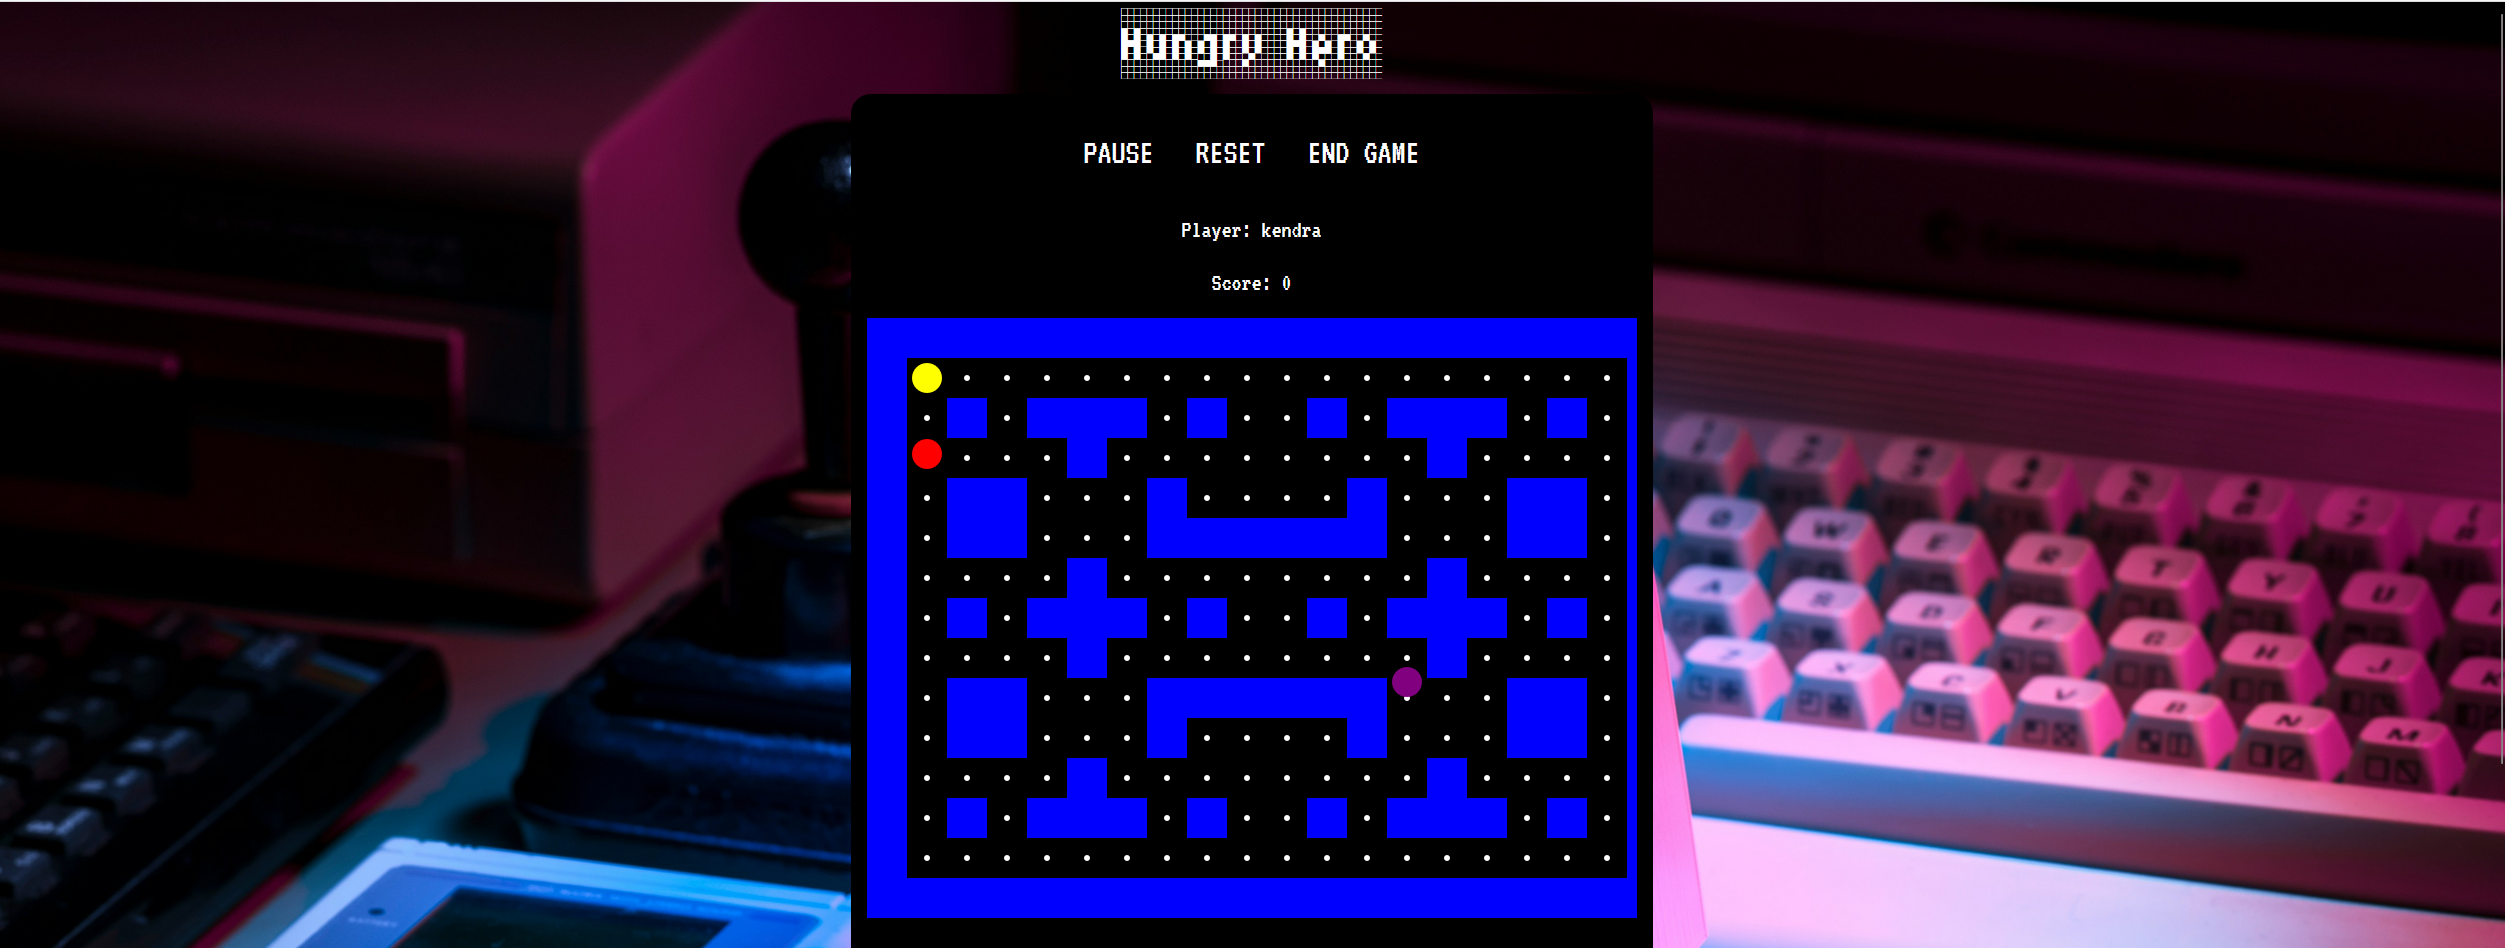 Hungry Hero
PAUSE RESET END GAME
Player: kendra
Score: 0
W E R T Y U
A D F G H J K
X C V B N M